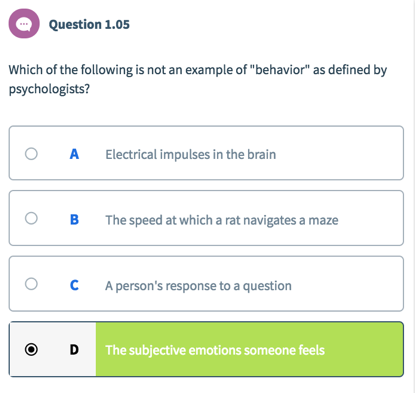 Question 1.05
Which of the following is not an example of "behavior" as defined by
psychologists?
A Electrical impulses in the brain
B The speed at which a rat navigates a maze
C A person's response to a question
D The subjective emotions someone feels